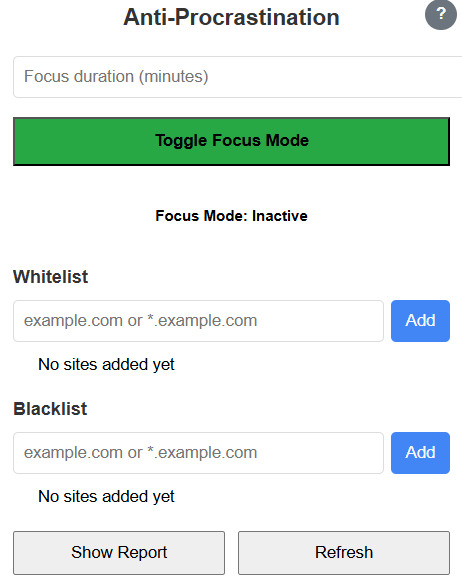 Anti-Procrastination
?
Focus duration (minutes)
Toggle Focus Mode
Focus Mode: Inactive
Whitelist
example.com or *.example.com
Add
No sites added yet
Blacklist
example.com or *.example.com
Add
No sites added yet
Show Report
Refresh